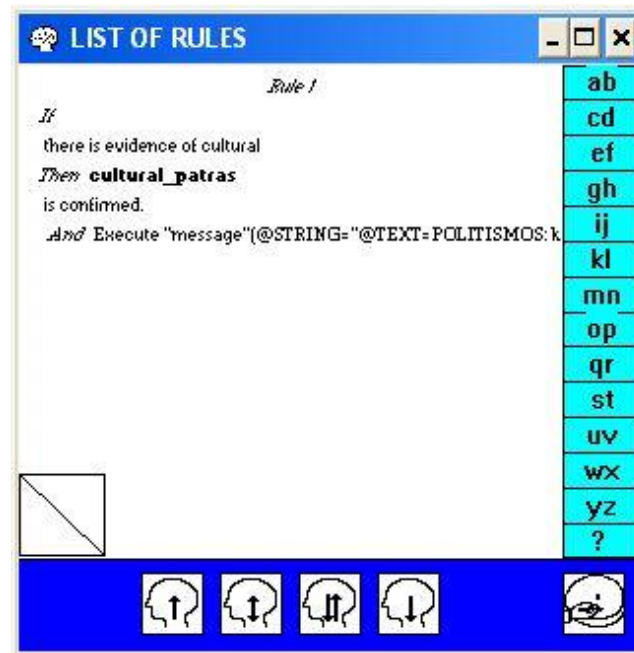 LIST OF RULES
Rule 1
If
there is evidence of cultural
Then cultural_patras
is confirmed.
And Execute "message"(@STRING="@TEXT=POLITISMOS: k
ab
cd
ef
gh
ij
kl
mn
op
qr
st
uv
wx
yz
?